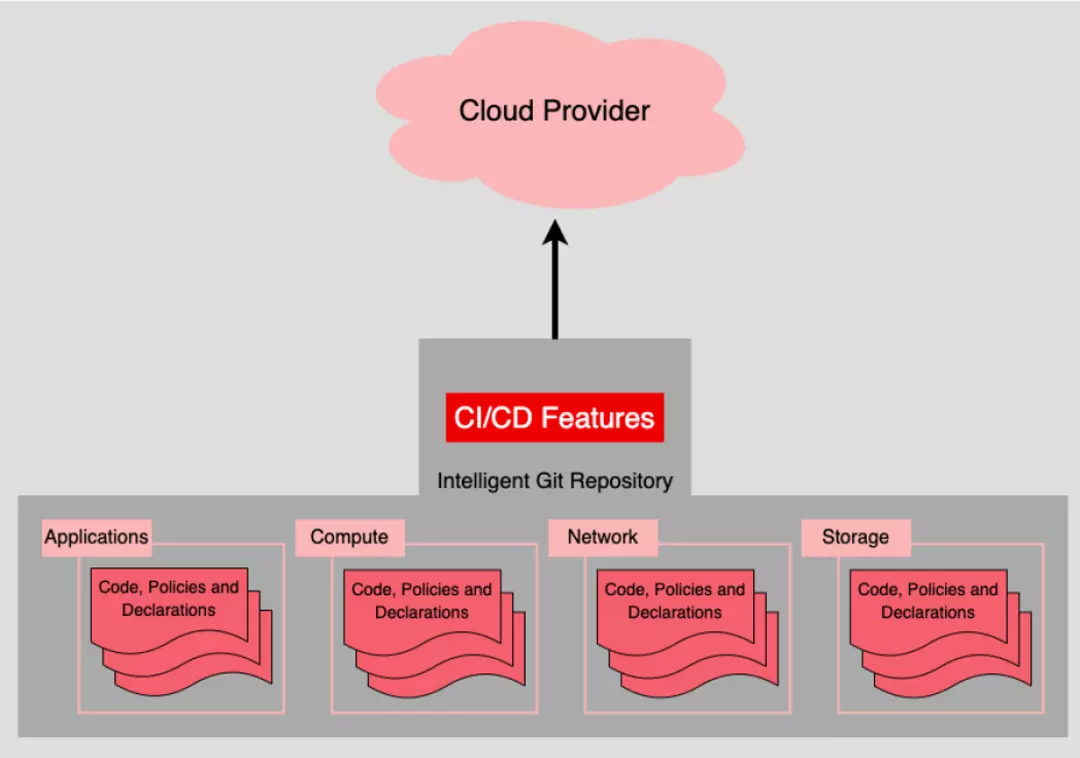 Cloud Provider
CI/CD Features
Intelligent Git Repository
Applications
Code, Policies and
Declarations
Compute
Code, Policies and
Declarations
Network
Code, Policies and
Declarations
Storage
Code, Policies and
Declarations